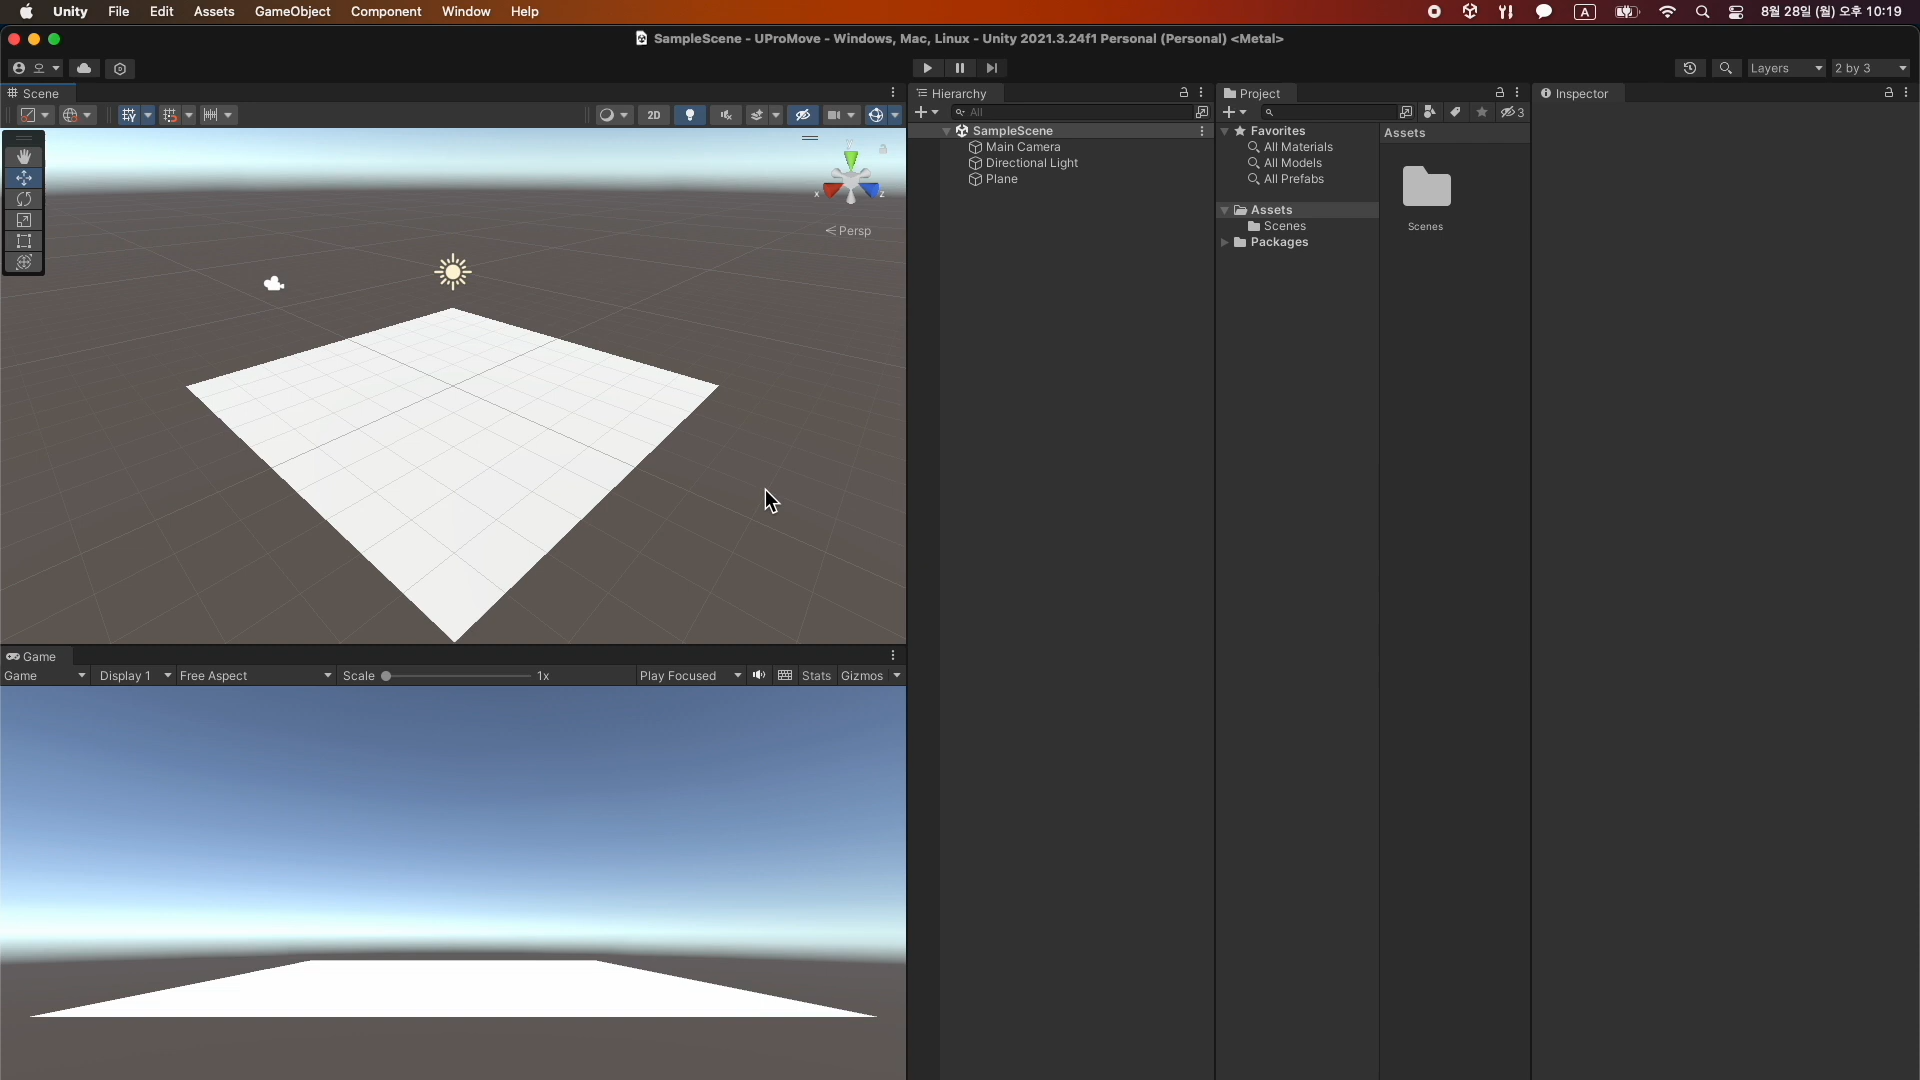 Unity File Edit Assets GameObject Component Window Help A 8월 28일 (월) 오후 10:19
SampleScene - UProMove - Windows, Mac, Linux - Unity 2021.3.24f1 Personal (Personal) <Metal>
오 Layers 2 by 3
Scene
2D
y
x z
Persp
Hierarchy
All
SampleScene
Main Camera
Directional Light
Plane
Project
3
Favorites
All Materials
All Models
All Prefabs
Assets
Scenes
Packages
Assets
Scenes
Inspector
Game
Game Display 1 Free Aspect Scale 1x Play Focused Stats Gizmos